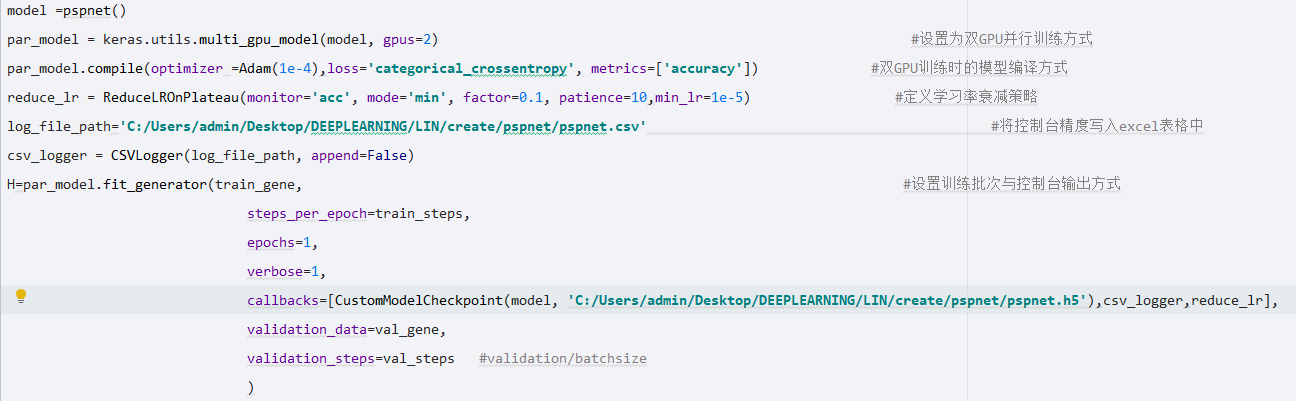 model =pspnet()
par_model = keras.utils.multi_gpu_model(model, gpus=2) #设置为双GPU并行训练方式
par_model.compile(optimizer =Adam(1e-4),loss='categorical_crossentropy', metrics=['accuracy']) #双GPU训练时的模型编译方式
reduce_lr = ReduceLROnPlateau(monitor='acc', mode='min', factor=0.1, patience=10,min_lr=1e-5) #定义学习率衰减策略
log_file_path='C:/Users/admin/Desktop/DEEPLEARNING/LIN/create/pspnet/pspnet.csv' #将控制台精度写入excel表格中
csv_logger = CSVLogger(log_file_path, append=False)
H=par_model.fit_generator(train_gene, #设置训练批次与控制台输出方式
steps_per_epoch=train_steps,
epochs=1,
verbose=1,
callbacks=[CustomModelCheckpoint(model, 'C:/Users/admin/Desktop/DEEPLEARNING/LIN/create/pspnet/pspnet.h5'),csv_logger,reduce_lr],
validation_data=val_gene,
validation_steps=val_steps #validation/batchsize
)